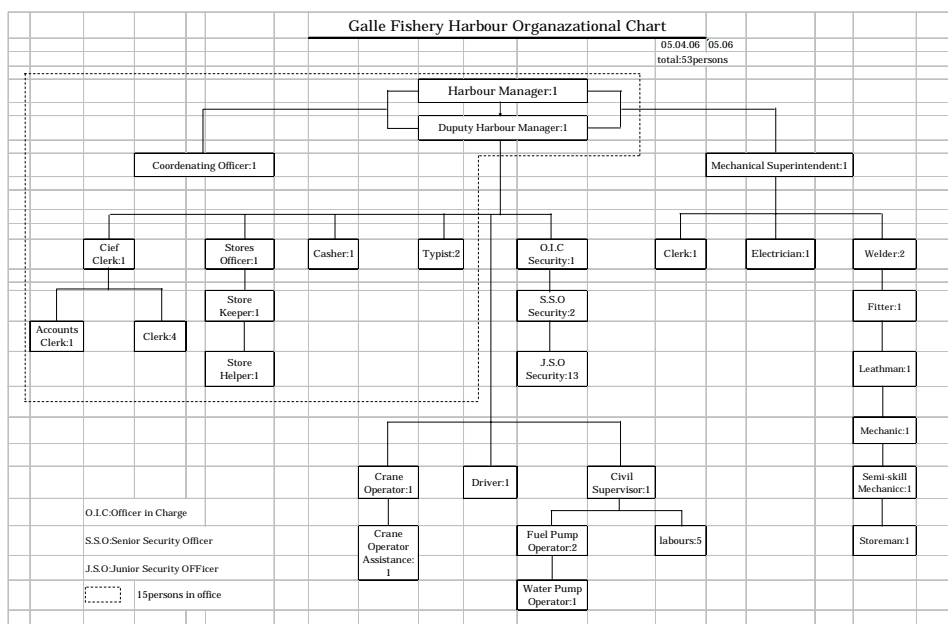 Galle Fishery Harbour Organazational Chart
05.04.06 '05.06
total:53persons
Harbour Manager:1
Duputy Harbour Manager:1
Coordenating Officer:1
Mechanical Superintendent:1
Cief
Clerk:1
Stores
Officer:1
Casher:1
Typist:2
O.I.C
Security:1
Clerk:1
Electrician:1
Welder:2
Store
Keeper:1
S.S.O
Security:2
Fitter:1
Accounts
Clerk:1
Clerk:4
Store
Helper:1
J.S.O
Security:13
Leathman:1
Mechanic:1
Crane
Operator:1
Driver:1
Civil
Supervisor:1
Semi-skill
Mechanicc:1
O.I.C:Officer in Charge
S.S.O:Senior Security Officer
Crane
Operator
Assistance:
1
Fuel Pump
Operator:2
labours:5
Storeman:1
J.S.O:Junior Security OFFicer
15persons in office
Water Pump
Operator:1